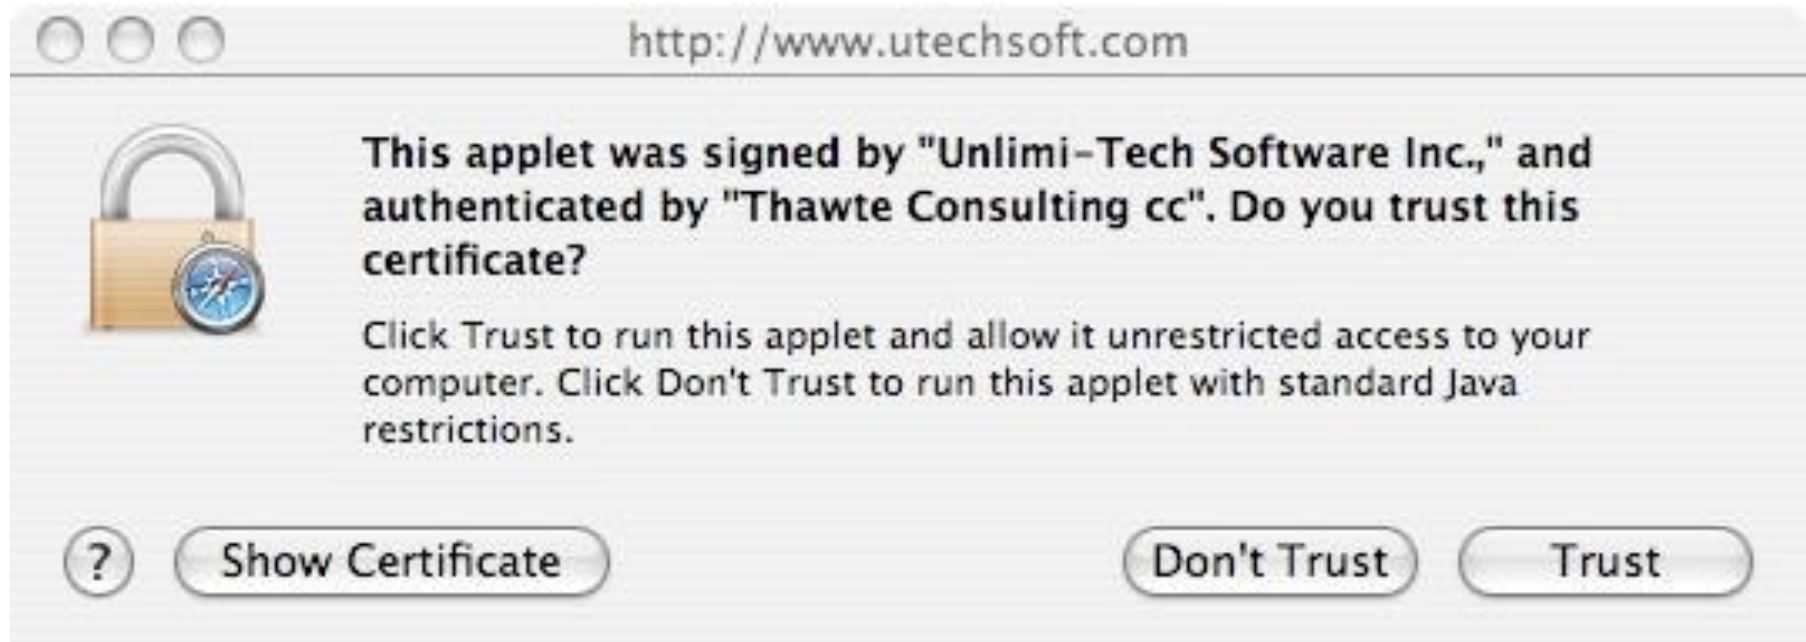 http://www.utechsoft.com
This applet was signed by "Unlimi-Tech Software Inc.," and
authenticated by "Thawte Consulting cc". Do you trust this
certificate?
Click Trust to run this applet and allow it unrestricted access to your
computer. Click Don't Trust to run this applet with standard Java
restrictions.
? Show Certificate Don't Trust Trust